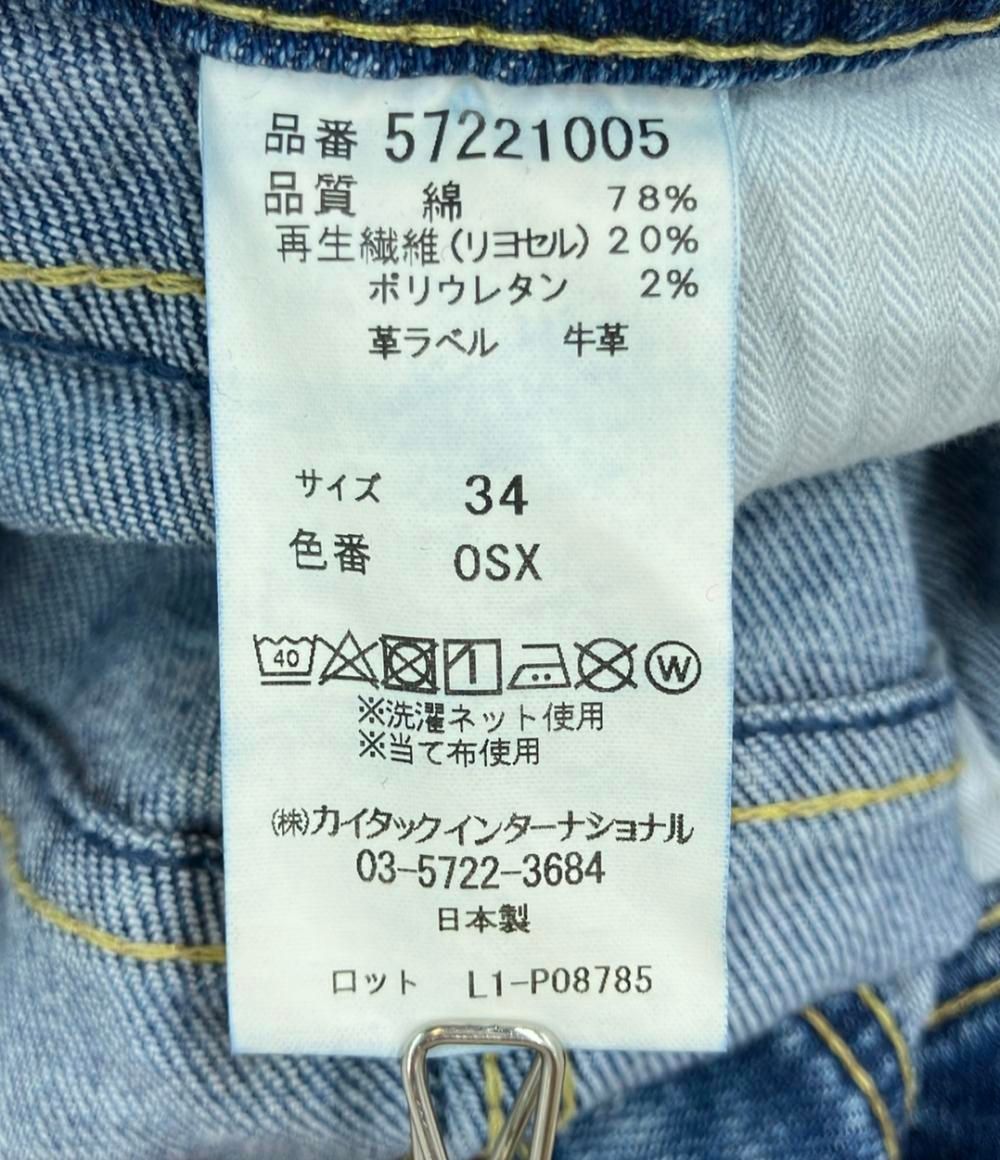 品番 57221005
品質 綿 78%
再生繊維(リヨセル) 20%
ポリウレタン 2%
革ラベル 牛革
サイズ 34
色番 OSX
40 1 W
※洗濯ネット使用
※当て布使用
㈱カイタックインターナショナル
03-5722-3684
日本製
ロット L1-P08785